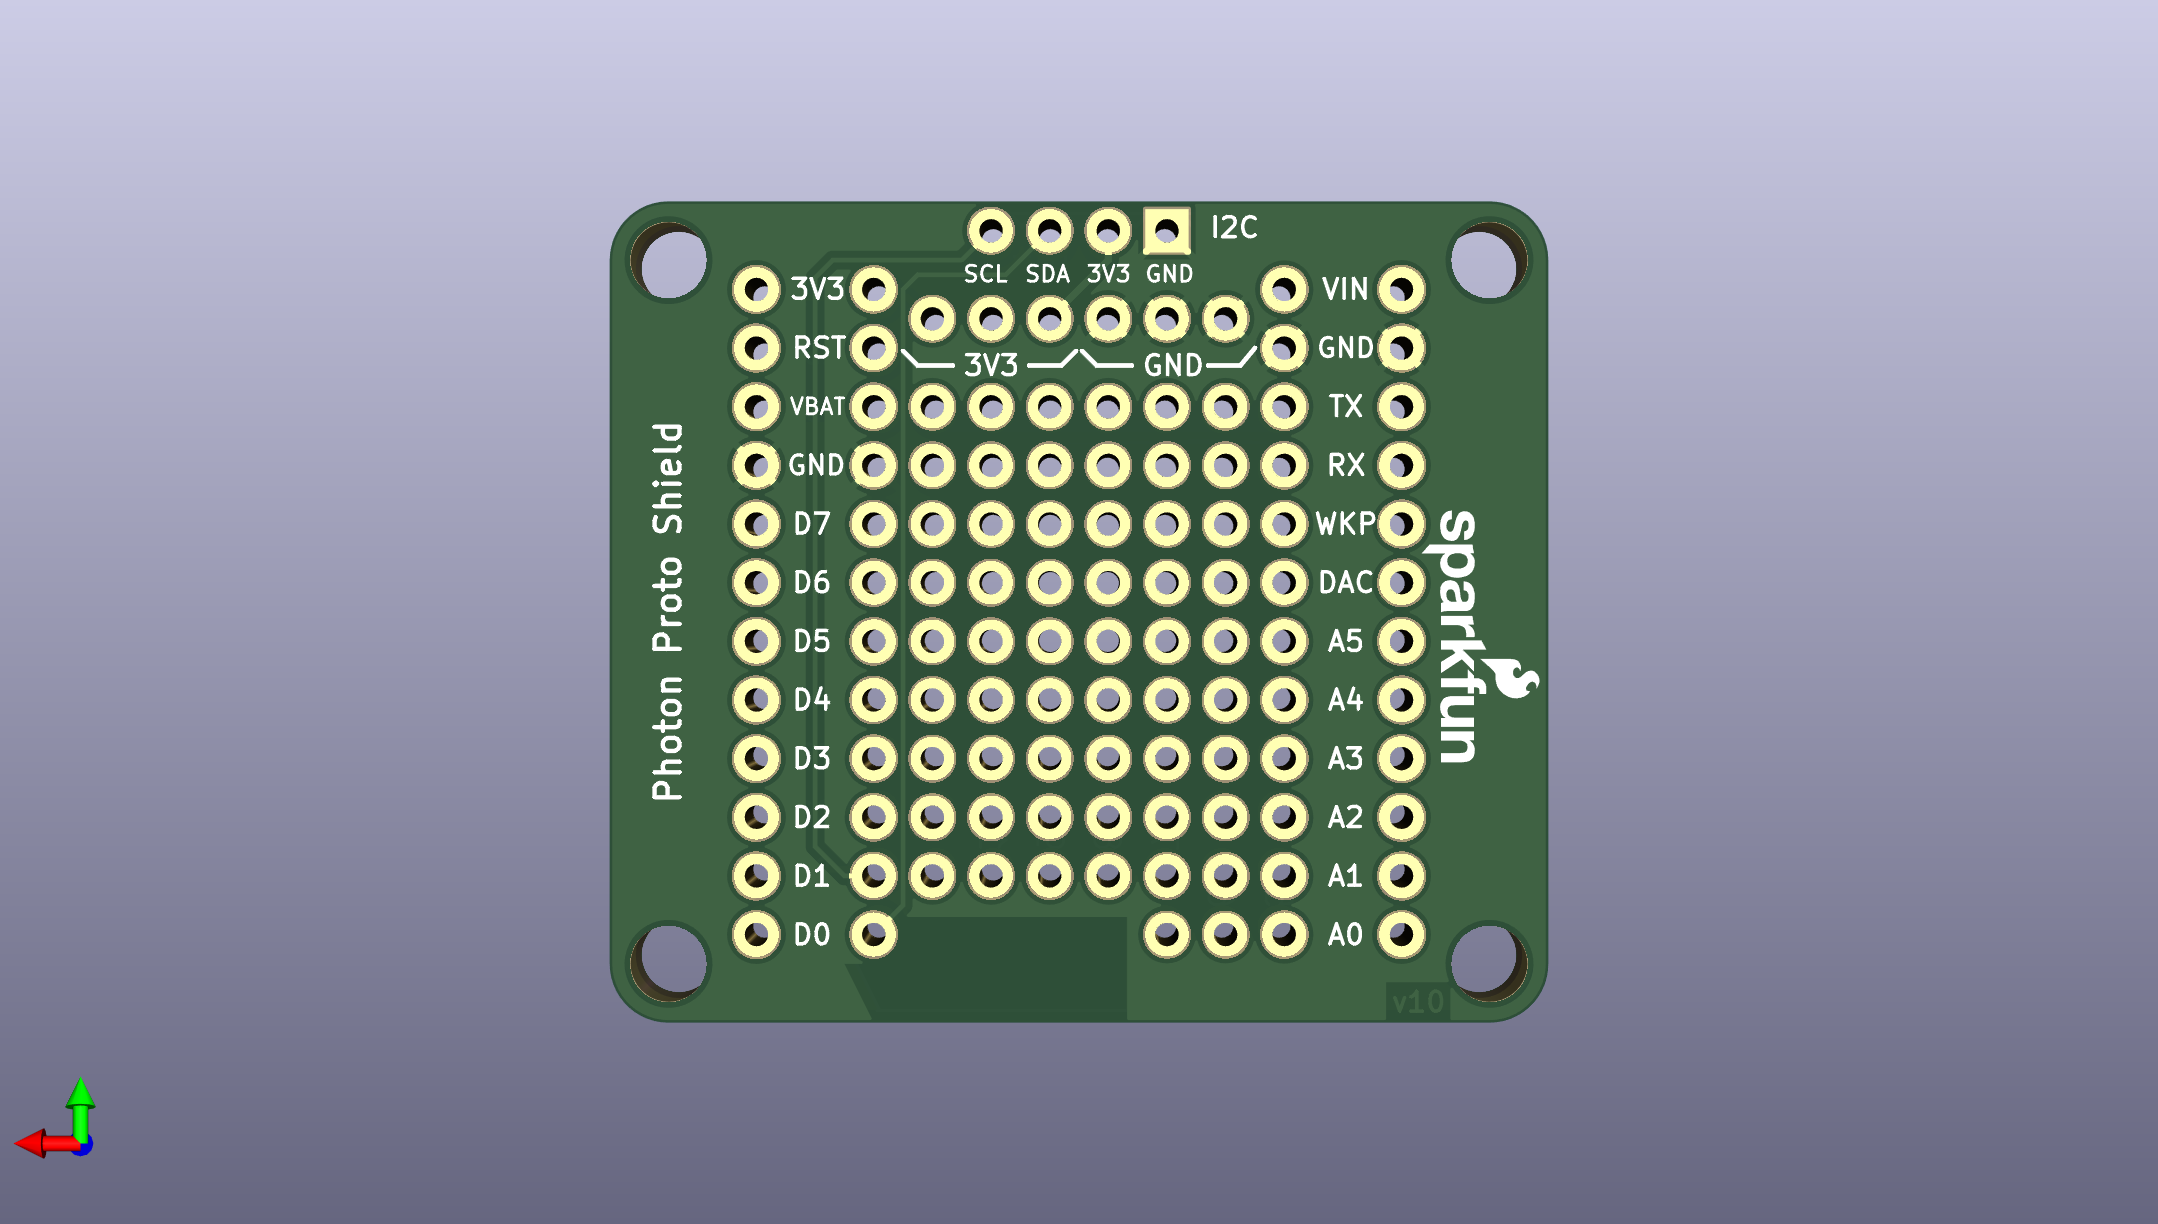 I2C
SCL SDA 3V3 GND
3V3 VIN
RST GND
3V3 GND
VBAT TX
GND RX
D7 WKP
D6 DAC
D5 A5
D4 A4
D3 A3
D2 A2
D1 A1
D0 A0
Photon Proto Shield
sparkfun
v10